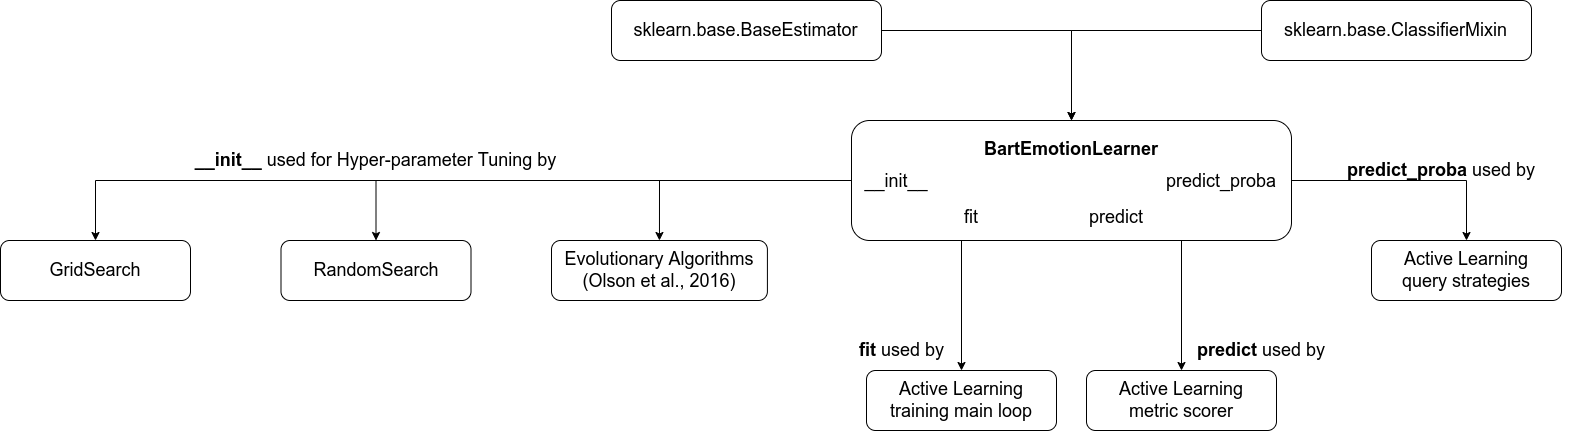 sklearn.base.BaseEstimator
sklearn.base.ClassifierMixin
BartEmotionLearner
__init__ used for Hyper-parameter Tuning by
__init__
predict_proba
predict_proba used by
fit
predict
GridSearch
RandomSearch
Evolutionary Algorithms
(Olson et al., 2016)
Active Learning
query strategies
fit used by
predict used by
Active Learning
training main loop
Active Learning
metric scorer